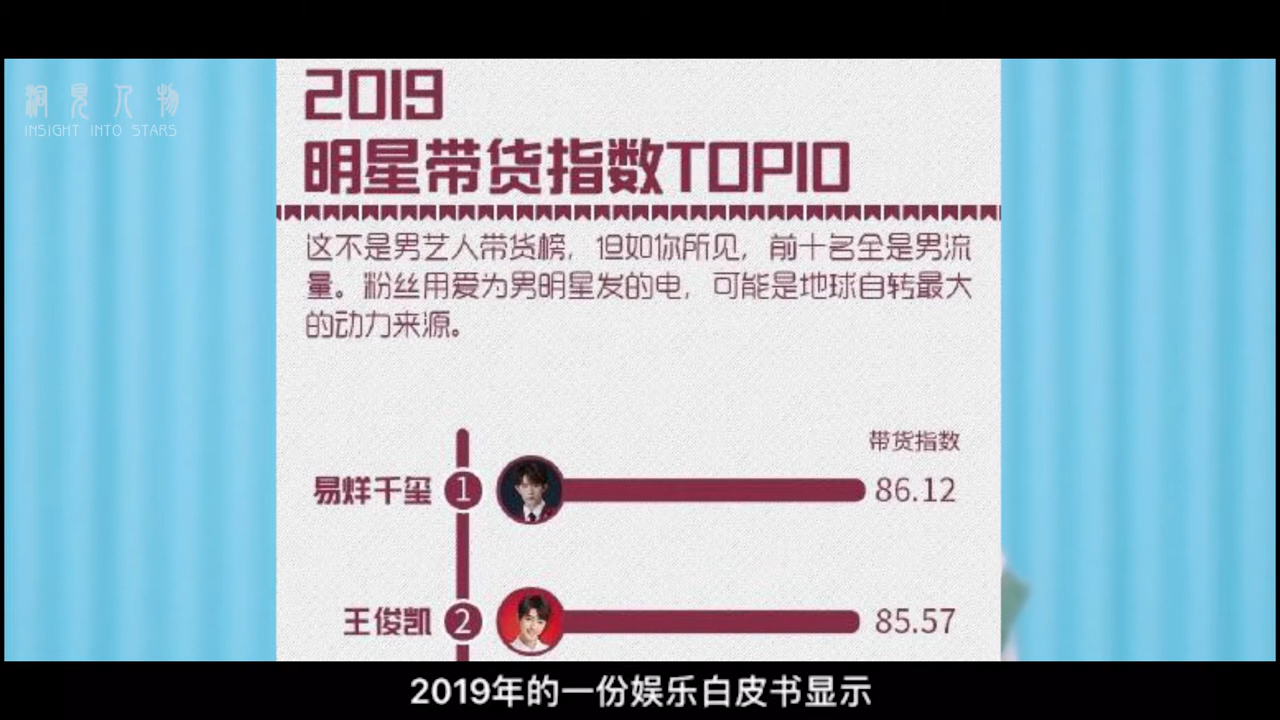 洞見人物
INSIGHT INTO STARS
2019
明星带货指数TOP10
这不是男艺人带货榜，但如你所见，前十名全是男流
量。粉丝用爱为男明星发的电，可能是地球自转最大
的动力来源。
带货指数
易烊千玺 1 86.12
王俊凯 2 85.57
2019年的一份娱乐白皮书显示